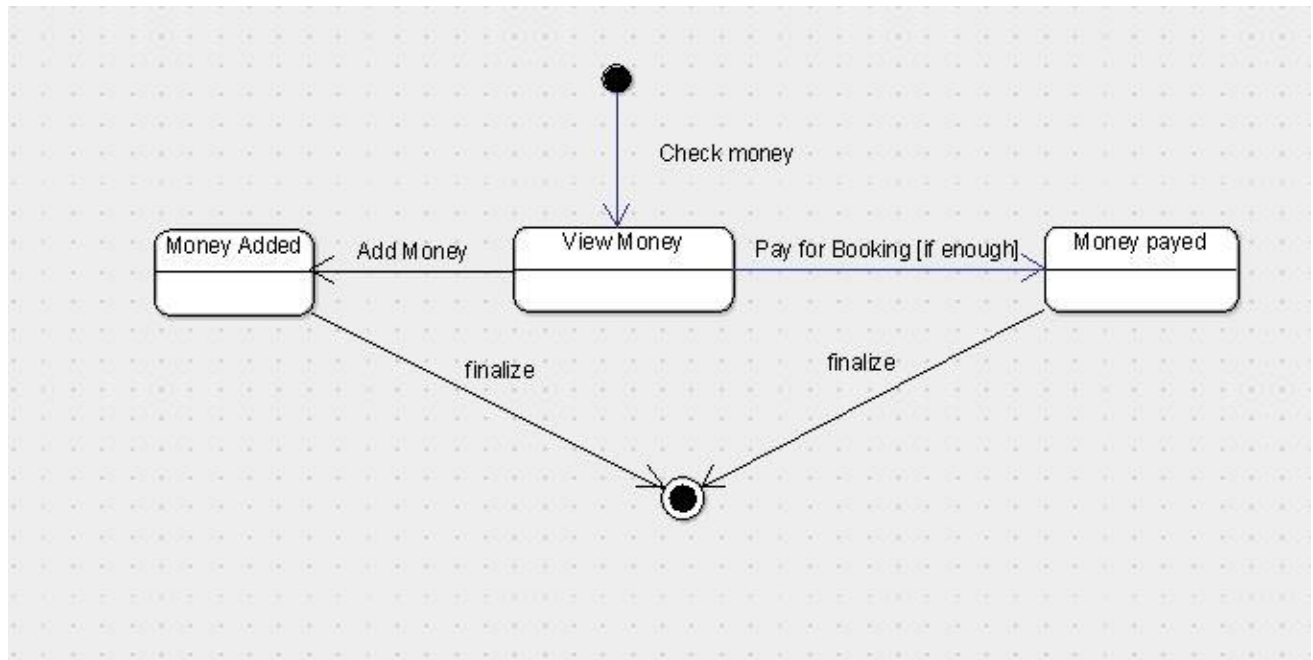 Check money
Money Added
Add Money
View Money
Pay for Booking [if enough]
Money payed
finalize
finalize